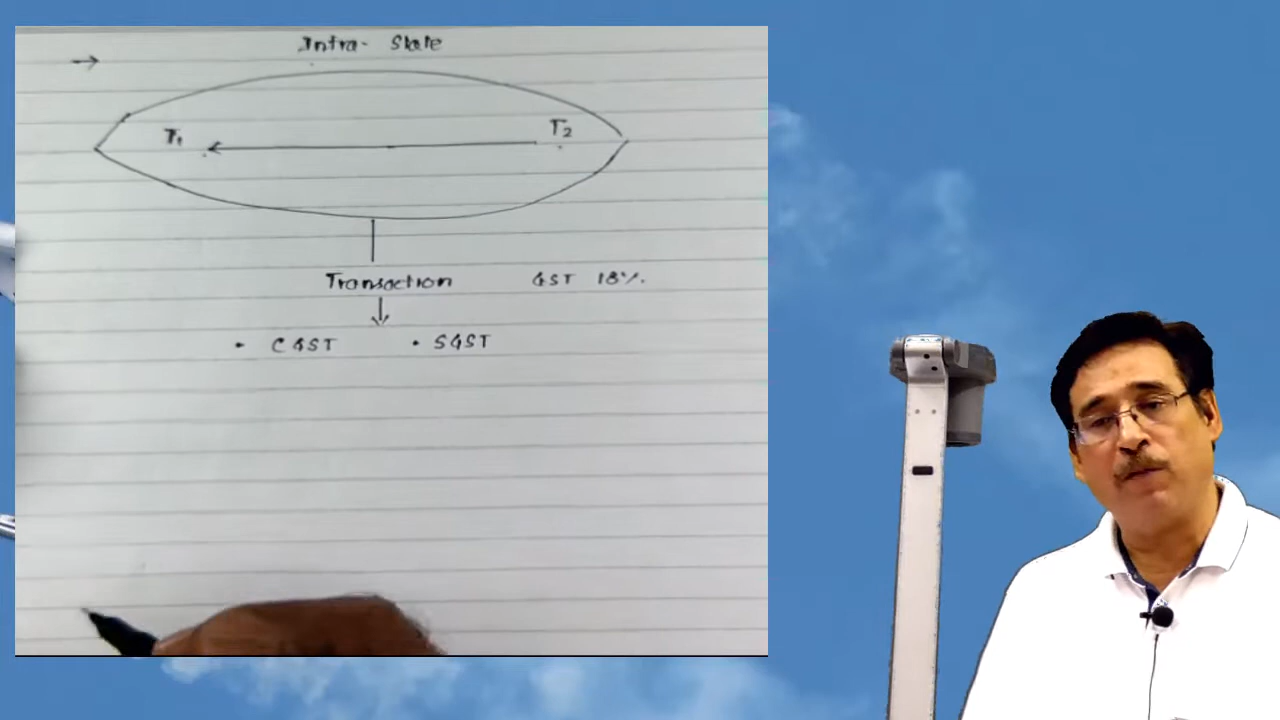 Intra- State
T1
T2
Transaction GST 18%.
• CGST • SGST